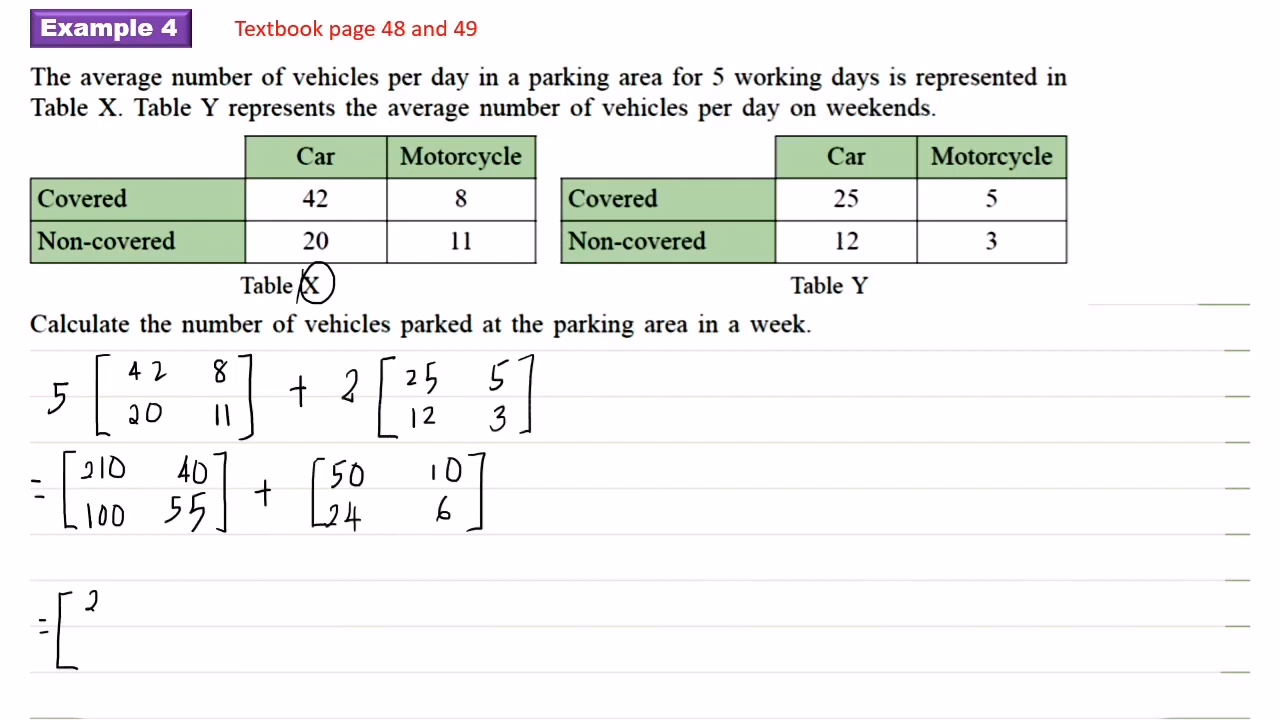 Example 4 Textbook page 48 and 49
The average number of vehicles per day in a parking area for 5 working days is represented in
Table X. Table Y represents the average number of vehicles per day on weekends.
Car Motorcycle
Covered 42 8
Non-covered 20 11
Table X
Car Motorcycle
Covered 25 5
Non-covered 12 3
Table Y
Calculate the number of vehicles parked at the parking area in a week.
5 [ 42 8 ] + 2 [ 25 5 ]
[ 20 11 ] [ 12 3 ]
= [ 210 40 ] + [ 50 10 ]
[ 100 55 ] [ 24 6 ]
= [ 2